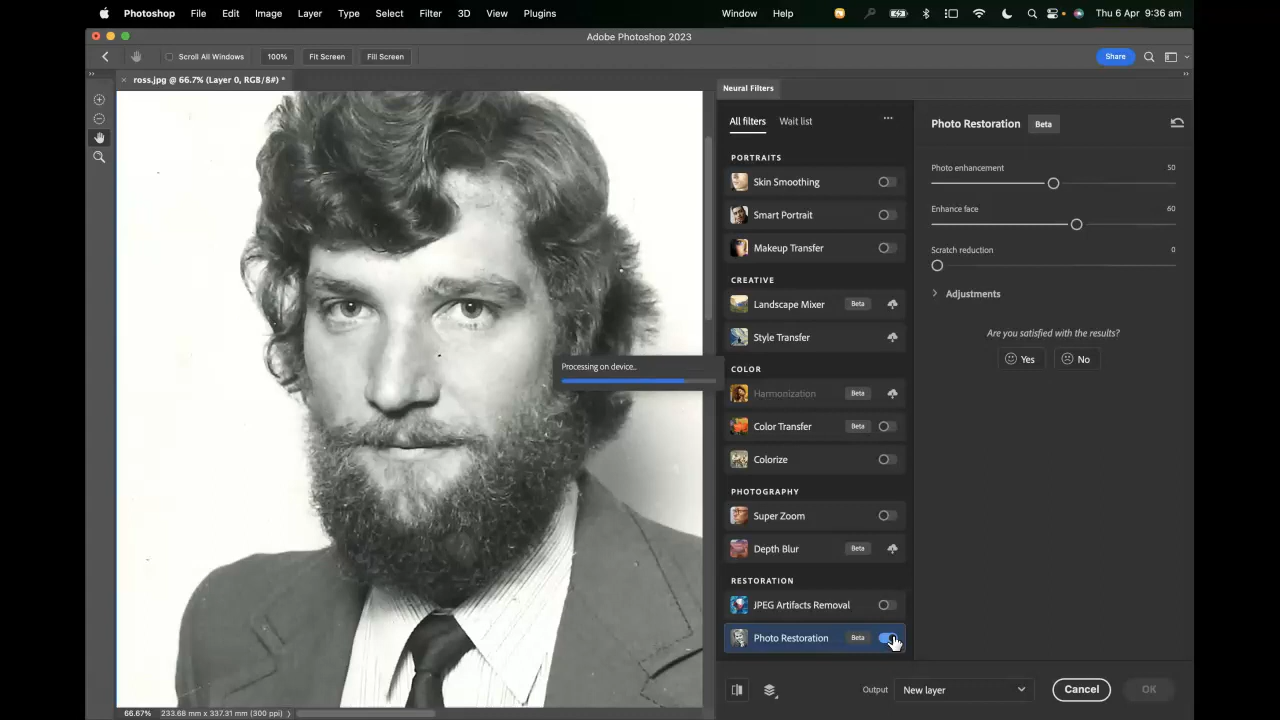 Photoshop File Edit Image Layer Type Select Filter 3D View Plugins Window Help Thu 6 Apr 9:36 am
Adobe Photoshop 2023
Scroll All Windows 100% Fit Screen Fill Screen Share
ross.jpg @ 66.7% (Layer 0, RGB/8#) *
Neural Filters
All filters Wait list
PORTRAITS
Skin Smoothing
Smart Portrait
Makeup Transfer
CREATIVE
Landscape Mixer Beta
Style Transfer
COLOR
Harmonization Beta
Color Transfer Beta
Colorize
PHOTOGRAPHY
Super Zoom
Depth Blur Beta
RESTORATION
JPEG Artifacts Removal
Photo Restoration Beta
Photo Restoration Beta
Photo enhancement 50
Enhance face 60
Scratch reduction 0
Adjustments
Are you satisfied with the results?
Yes No
Processing on device..
Output New layer Cancel OK
66.67% 233.68 mm x 337.31 mm (300 ppi)